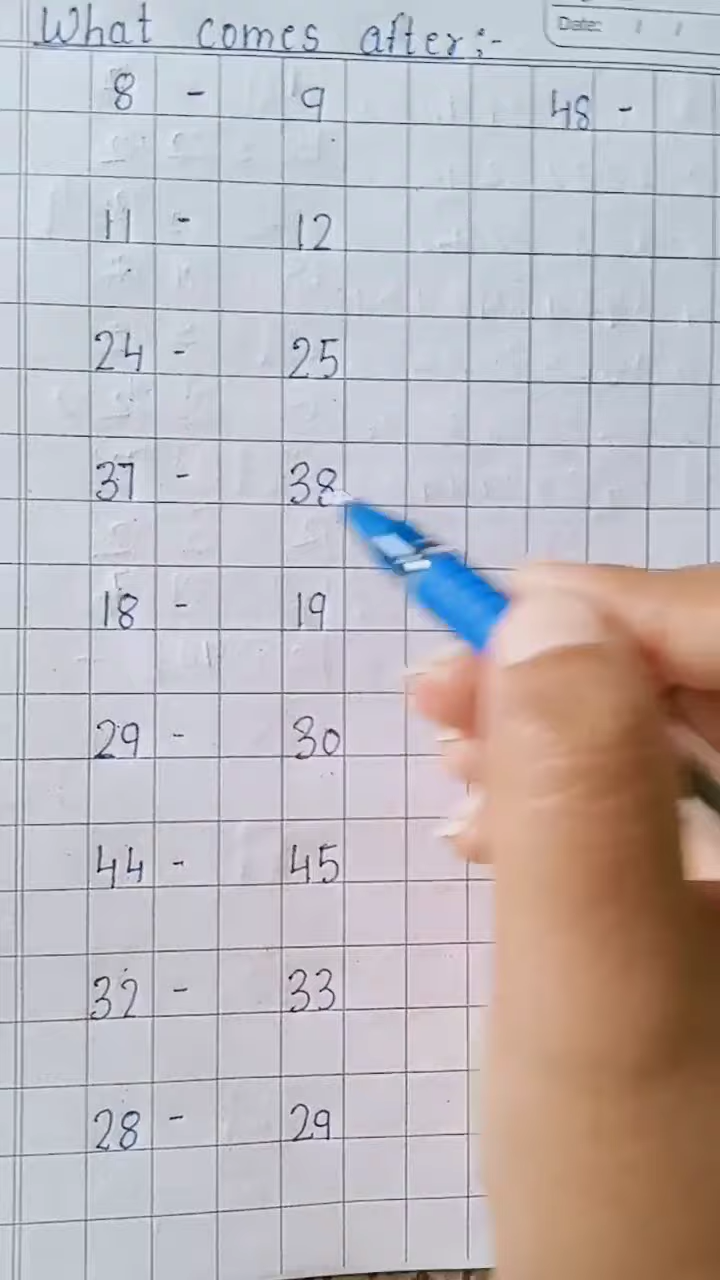 What comes after:-
Date: / /
8 - 9
48 -
11 - 12
24 - 25
37 - 38
18 - 19
29 - 30
44 - 45
32 - 33
28 - 29